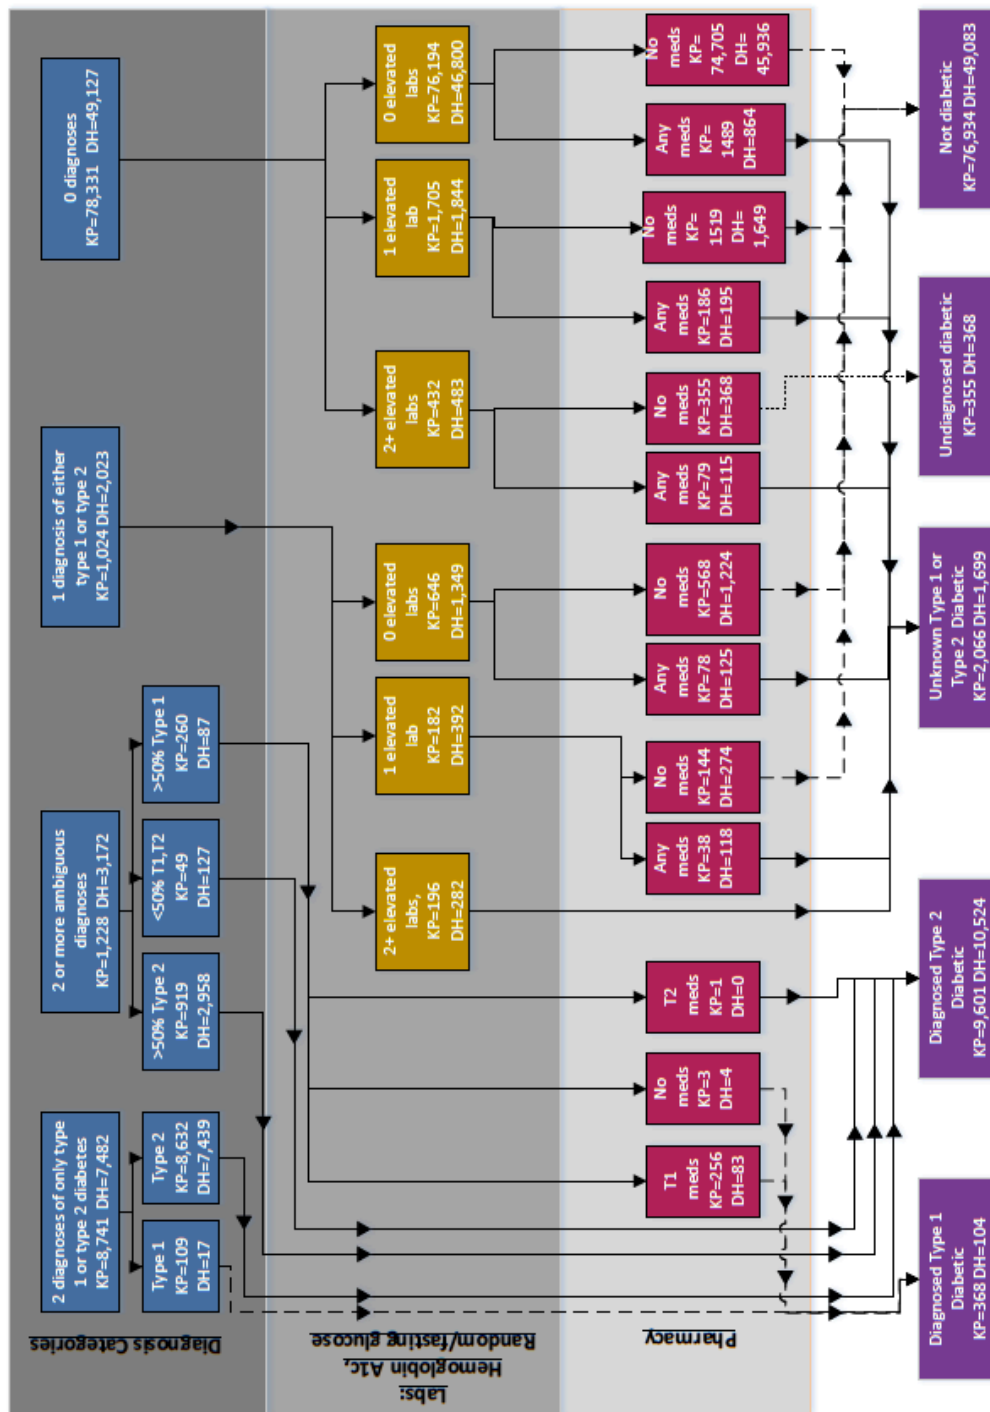 Diagnosis Categories
2 diagnoses of only type
1 or type 2 diabetes
KP=8,741 DH=7,482
2 or more ambiguous
diagnoses
KP=1,228 DH=3,172
1 diagnosis of either
type 1 or type 2
KP=1,024 DH=2,023
0 diagnoses
KP=78,331 DH=49,127
Type 1
KP=109
DH=17
Type 2
KP=8,632
DH=7,439
>50% Type 2
KP=919
DH=2,958
<50% T1,T2
KP=49
DH=127
>50% Type 1
KP=260
DH=87
Labs:
Hemoglobin A1c,
Random/fasting glucose
2+ elevated
labs,
KP=196
DH=282
1 elevated
lab
KP=182
DH=392
0 elevated
labs
KP=646
DH=1,349
2+ elevated
labs
KP=432
DH=483
1 elevated
lab
KP=1,705
DH=1,844
0 elevated
labs
KP=76,194
DH=46,800
Pharmacy
T1
meds
KP=256
DH=83
No
meds
KP=3
DH=4
T2
meds
KP=1
DH=0
Any
meds
KP=38
DH=118
No
meds
KP=144
DH=274
Any
meds
KP=78
DH=125
No
meds
KP=568
DH=1,224
Any
meds
KP=79
DH=115
No
meds
KP=355
DH=368
Any
meds
KP=186
DH=195
No
meds
KP=
1519
DH=
1,649
Any
meds
KP=
1489
DH=864
No
meds
KP=
74,705
DH=
45,936
Diagnosed Type 1
Diabetic
KP=368 DH=104
Diagnosed Type 2
Diabetic
KP=9,601 DH=10,524
Unknown Type 1 or
Type 2 Diabetic
KP=2,066 DH=1,699
Undiagnosed diabetic
KP=355 DH=368
Not diabetic
KP=76,934 DH=49,083